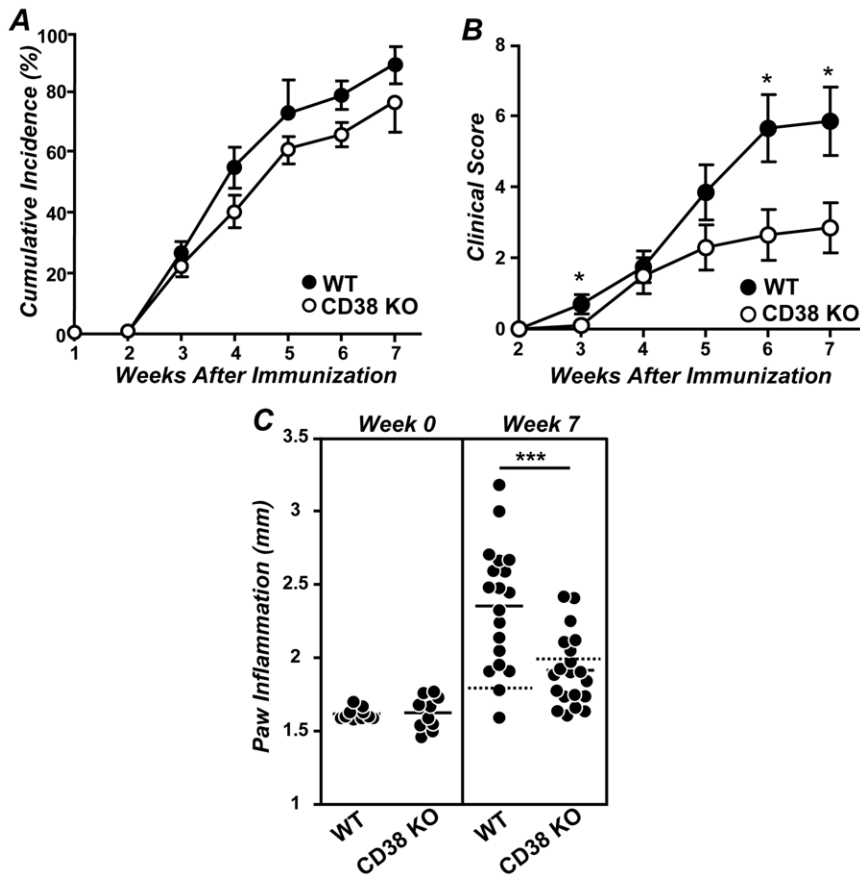 A
Cumulative Incidence (%)
100
80
60
40
20
0
WT
CD38 KO
1 2 3 4 5 6 7
Weeks After Immunization
B
Clinical Score
8
6
4
2
0
* * *
WT
CD38 KO
2 3 4 5 6 7
Weeks After Immunization
C
Week 0 Week 7
Paw Inflammation (mm)
3.5
3
2.5
2
1.5
1
***
WT CD38 KO WT CD38 KO